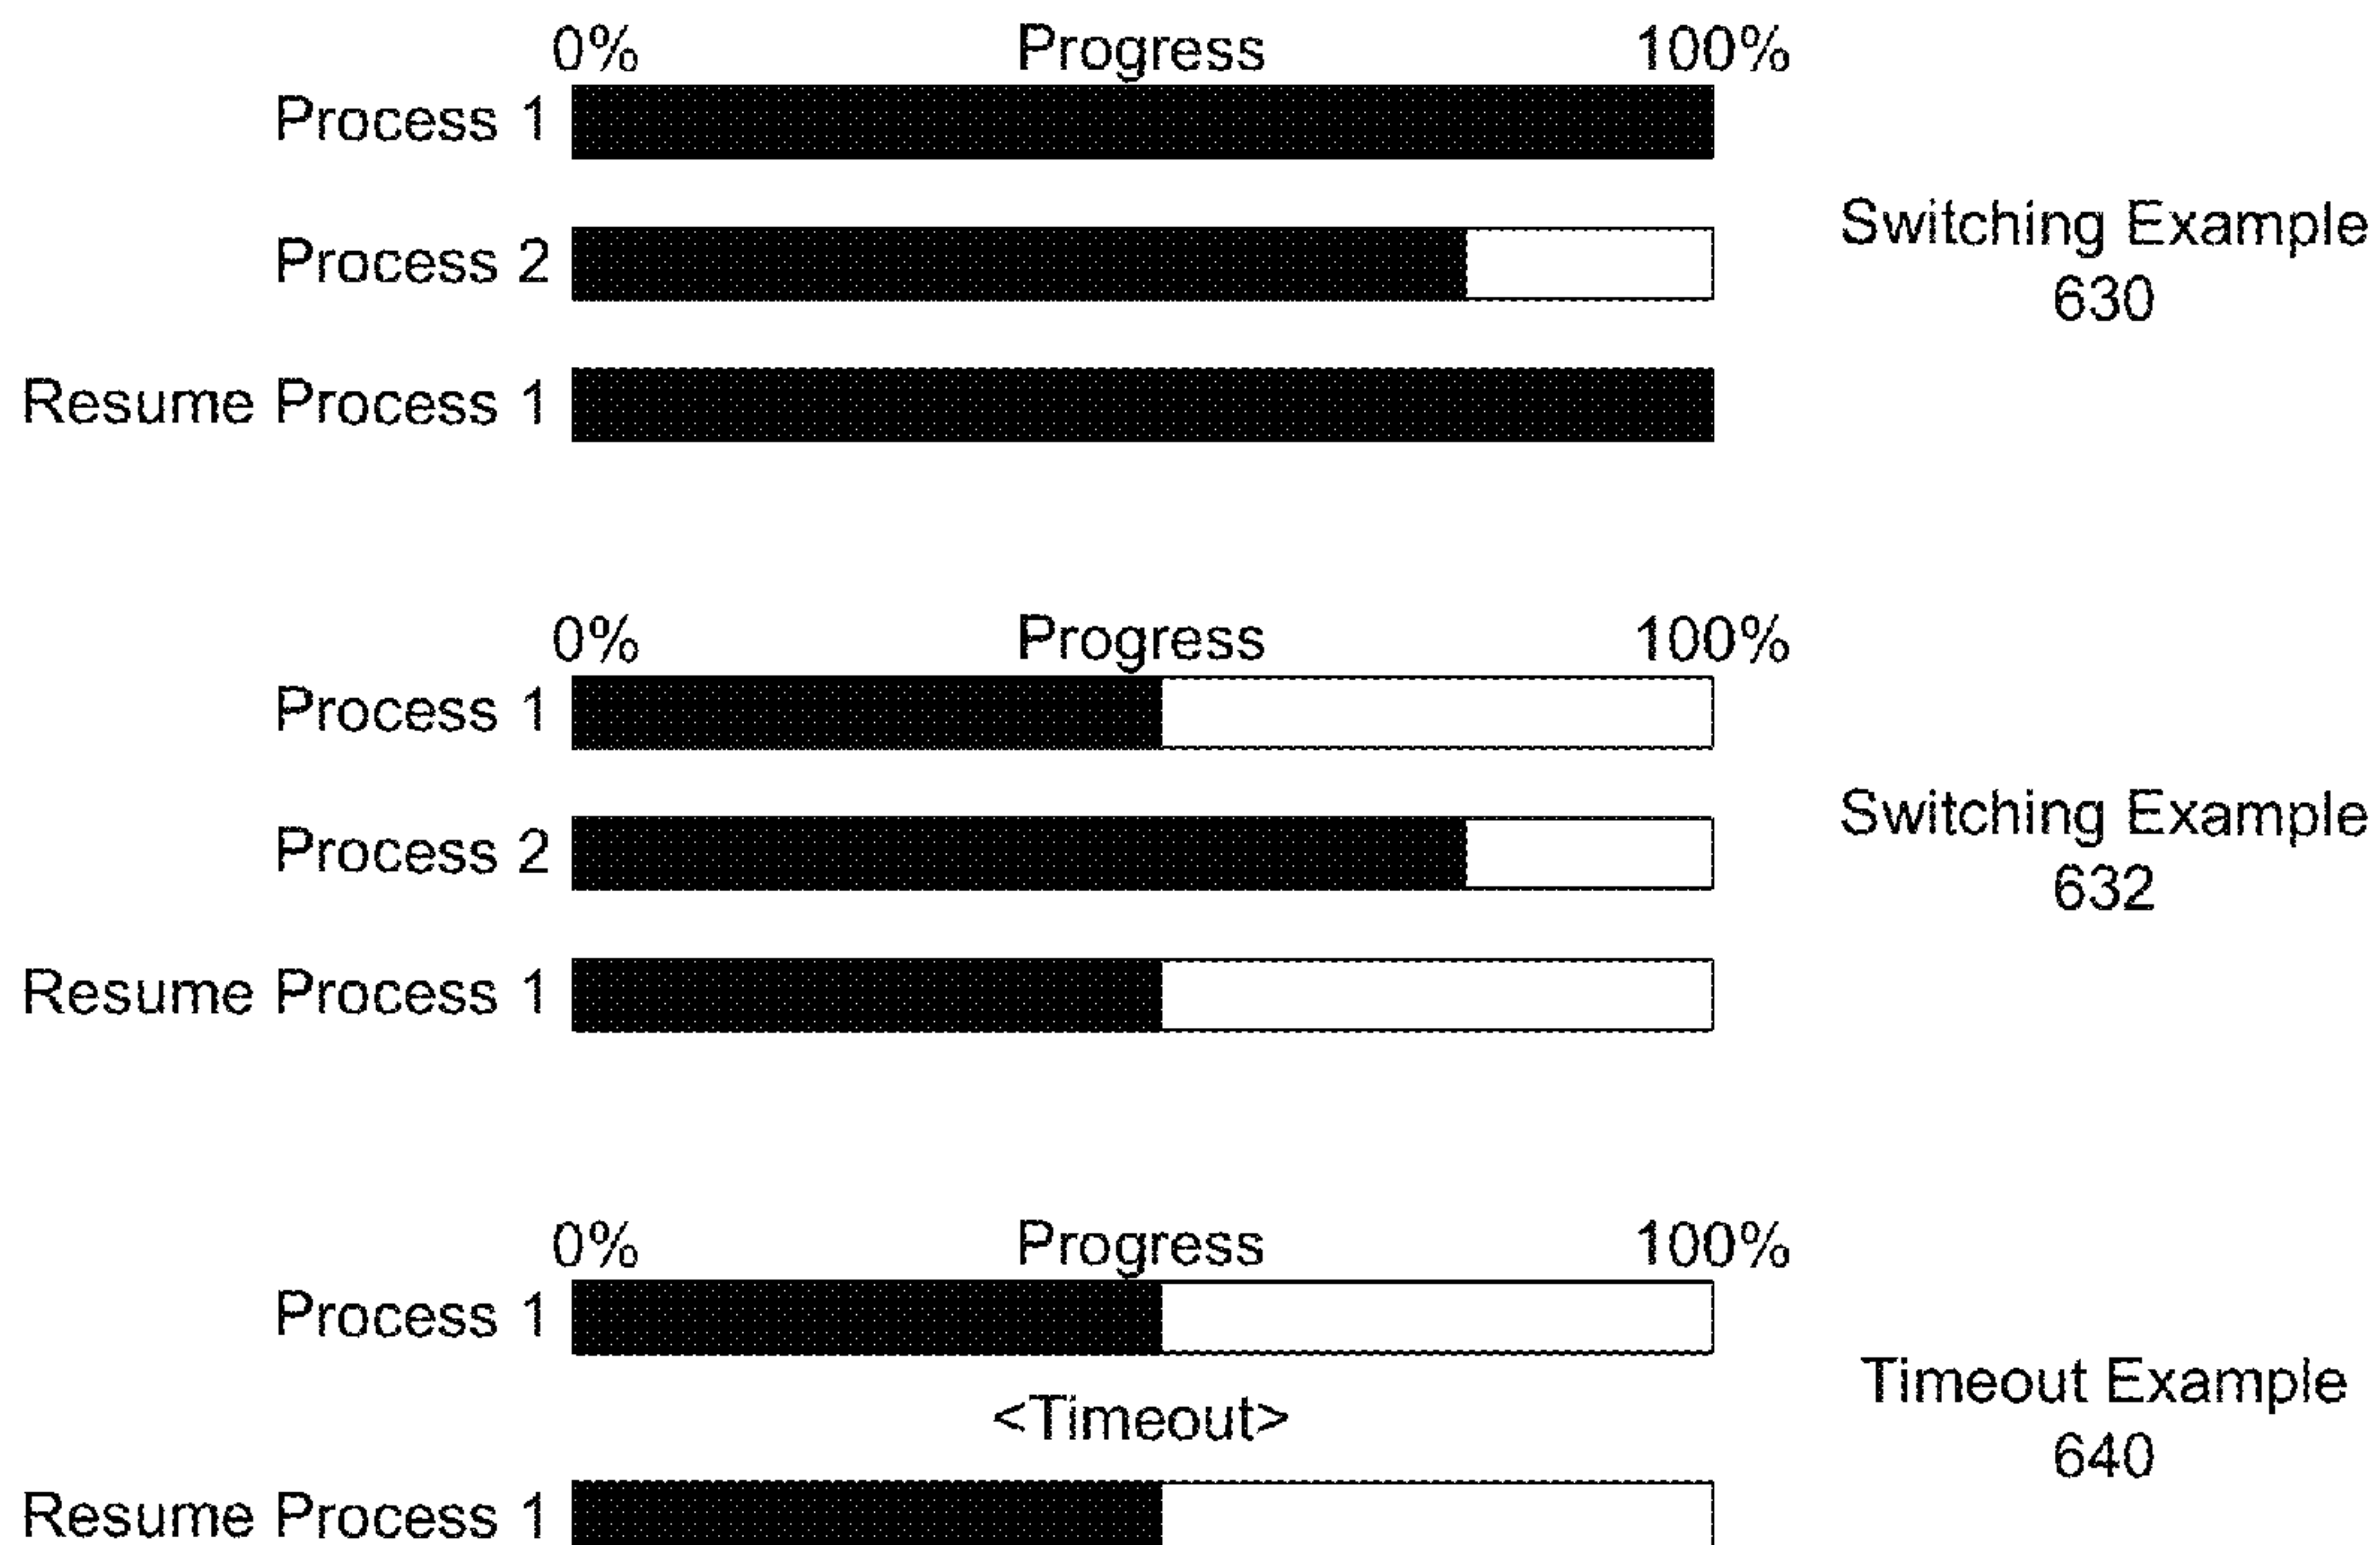 0% Progress 100%
Process 1
Process 2
Resume Process 1
Switching Example
630
0% Progress 100%
Process 1
Process 2
Resume Process 1
Switching Example
632
0% Progress 100%
Process 1
<Timeout>
Resume Process 1
Timeout Example
640